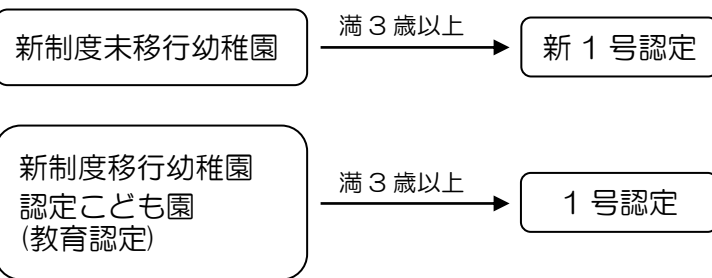 新制度未移行幼稚園
満３歳以上
新１号認定
新制度移行幼稚園
認定こども園
(教育認定)
満３歳以上
１号認定